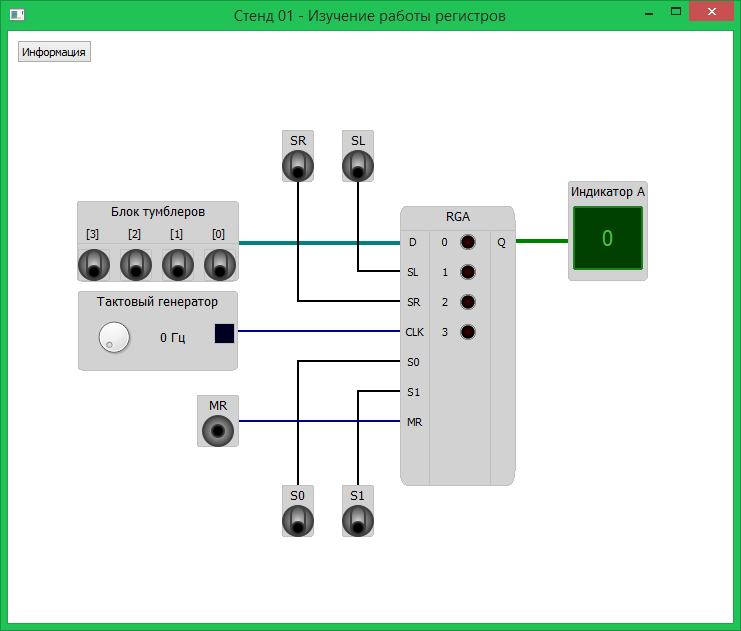 Стенд 01 - Изучение работы регистров
Информация
SR
SL
Блок тумблеров
[3] [2] [1] [0]
Тактовый генератор
0 Гц
MR
S0
S1
RGA
D 0 Q
SL 1
SR 2
CLK 3
S0
S1
MR
Индикатор A
0